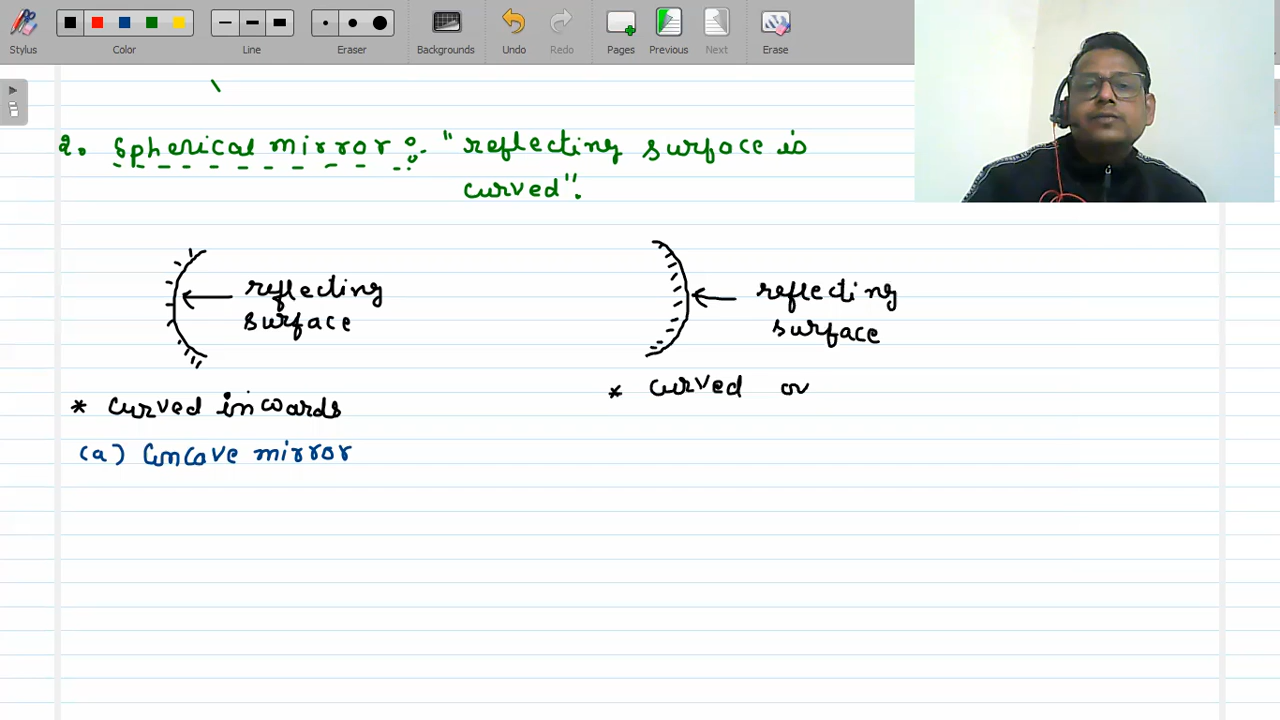 Stylus Color Line Eraser Backgrounds Undo Redo Pages Previous Next Erase
2. Spherical mirror :- "reflecting surface is
curved".
reflecting
surface
* curved inwards
(a) Concave mirror
reflecting
surface
* curved ou